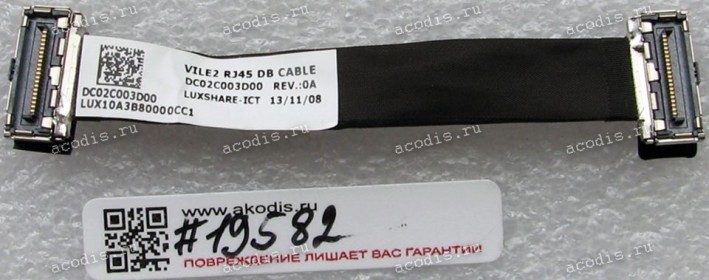 VILE2 RJ45 DB CABLE
DC02C003D00 REV.:0A
LUXSHARE-ICT 13/11/08
DC02C003D00
LUX10A3B80000CC1
www.akodis.ru
#19582
ПОВРЕЖДЕНИЕ ЛИШАЕТ ВАС ГАРАНТИИ
acodis.ru
acodis.ru
acodis.ru
acodis.ru
acodis.ru
acodis.ru
acodis.ru
acodis.ru